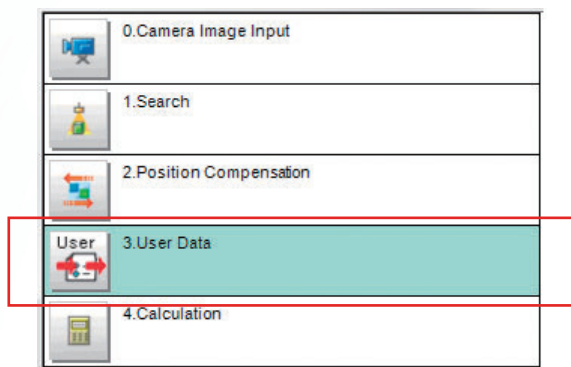 0.Camera Image Input
1.Search
2.Position Compensation
User
3.User Data
4.Calculation